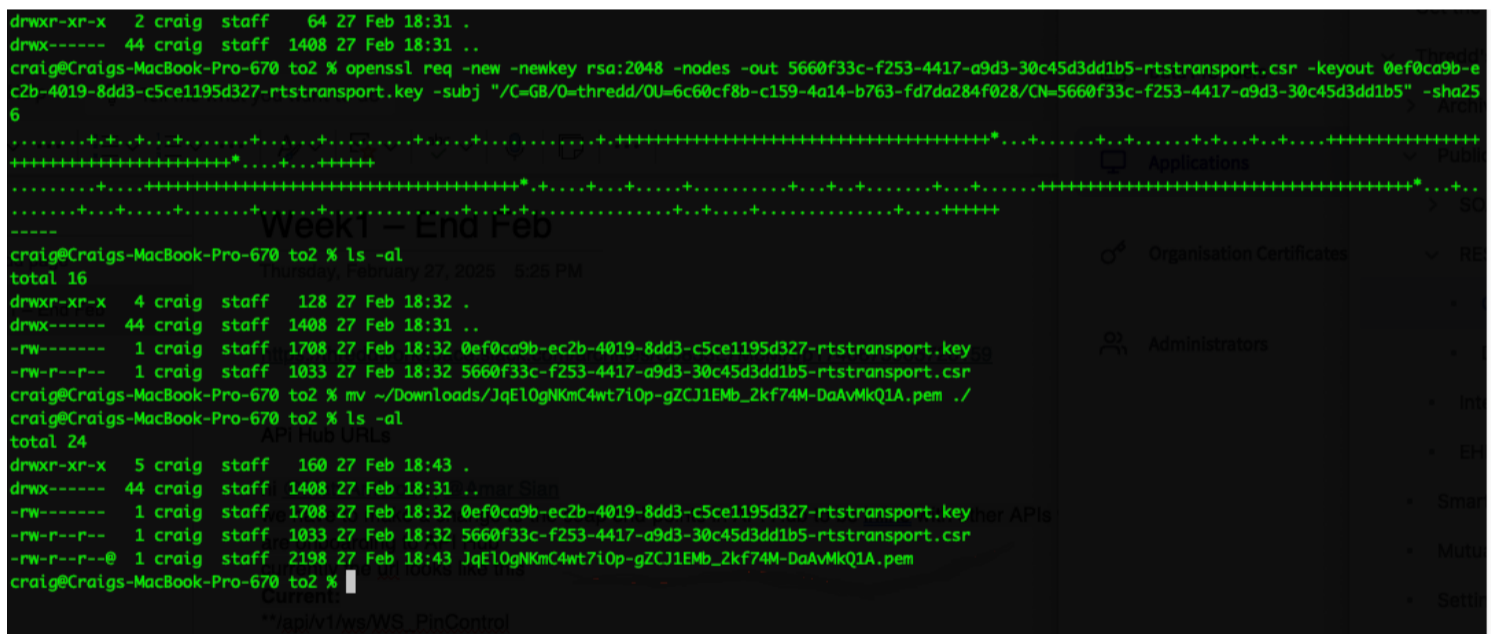 drwxr-xr-x   2 craig  staff    64 27 Feb 18:31 .
drwx------  44 craig  staff  1408 27 Feb 18:31 ..
craig@Craigs-MacBook-Pro-670 to2 % openssl req -new -newkey rsa:2048 -nodes -out 5660f33c-f253-4417-a9d3-30c45d3dd1b5-rtstransport.csr -keyout 0ef0ca9b-e
c2b-4019-8dd3-c5ce1195d327-rtstransport.key -subj "/C=GB/O=thredd/OU=6c60cf8b-c159-4a14-b763-fd7da284f028/CN=5660f33c-f253-4417-a9d3-30c45d3dd1b5" -sha25
6
-----
Week1 – End Feb
craig@Craigs-MacBook-Pro-670 to2 % ls -al
Thursday, February 27, 2025   5:25 PM
total 16
drwxr-xr-x   4 craig  staff   128 27 Feb 18:32 .
drwx------  44 craig  staff  1408 27 Feb 18:31 ..
-rw-------   1 craig  staff  1708 27 Feb 18:32 0ef0ca9b-ec2b-4019-8dd3-c5ce1195d327-rtstransport.key
-rw-r--r--   1 craig  staff  1033 27 Feb 18:32 5660f33c-f253-4417-a9d3-30c45d3dd1b5-rtstransport.csr
craig@Craigs-MacBook-Pro-670 to2 % mv ~/Downloads/JqElOgNKmC4wt7iOp-gZCJ1EMb_2kf74M-DaAvMkQ1A.pem ./
craig@Craigs-MacBook-Pro-670 to2 % ls -al
API Hub URLs
total 24
drwxr-xr-x   5 craig  staff   160 27 Feb 18:43 .
drwx------  44 craig  staff  1408 27 Feb 18:31 ..
@Amar Sian
-rw-------   1 craig  staff  1708 27 Feb 18:32 0ef0ca9b-ec2b-4019-8dd3-c5ce1195d327-rtstransport.key
-rw-r--r--   1 craig  staff  1033 27 Feb 18:32 5660f33c-f253-4417-a9d3-30c45d3dd1b5-rtstransport.csr
-rw-r--r--@  1 craig  staff  2198 27 Feb 18:43 JqElOgNKmC4wt7iOp-gZCJ1EMb_2kf74M-DaAvMkQ1A.pem
currently the url looks like this
craig@Craigs-MacBook-Pro-670 to2 %
Current:
**/api/v1/ws/WS_PinControl
Applications
Organisation Certificates
Administrators